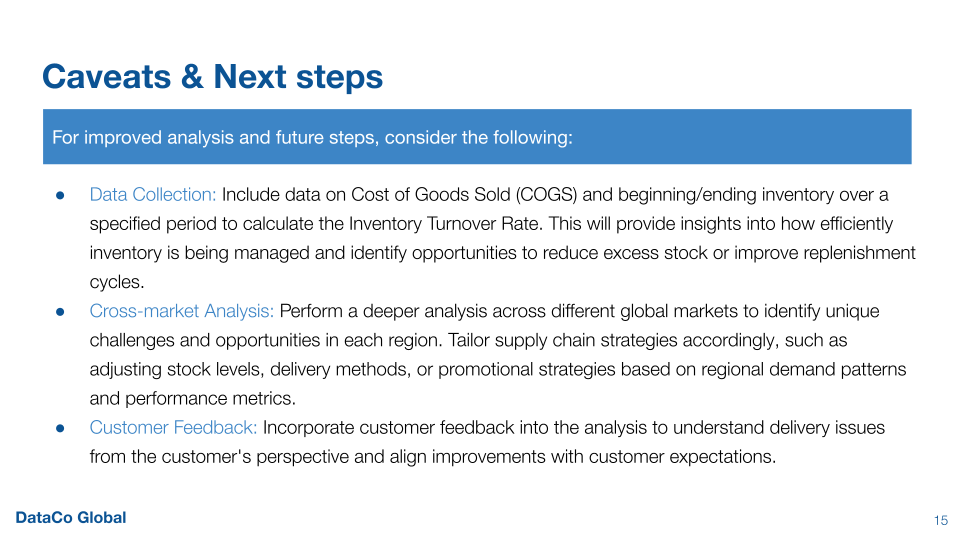 Caveats & Next steps
For improved analysis and future steps, consider the following:
● Data Collection: Include data on Cost of Goods Sold (COGS) and beginning/ending inventory over a
specified period to calculate the Inventory Turnover Rate. This will provide insights into how efficiently
inventory is being managed and identify opportunities to reduce excess stock or improve replenishment
cycles.
● Cross-market Analysis: Perform a deeper analysis across different global markets to identify unique
challenges and opportunities in each region. Tailor supply chain strategies accordingly, such as
adjusting stock levels, delivery methods, or promotional strategies based on regional demand patterns
and performance metrics.
● Customer Feedback: Incorporate customer feedback into the analysis to understand delivery issues
from the customer's perspective and align improvements with customer expectations.
DataCo Global
15